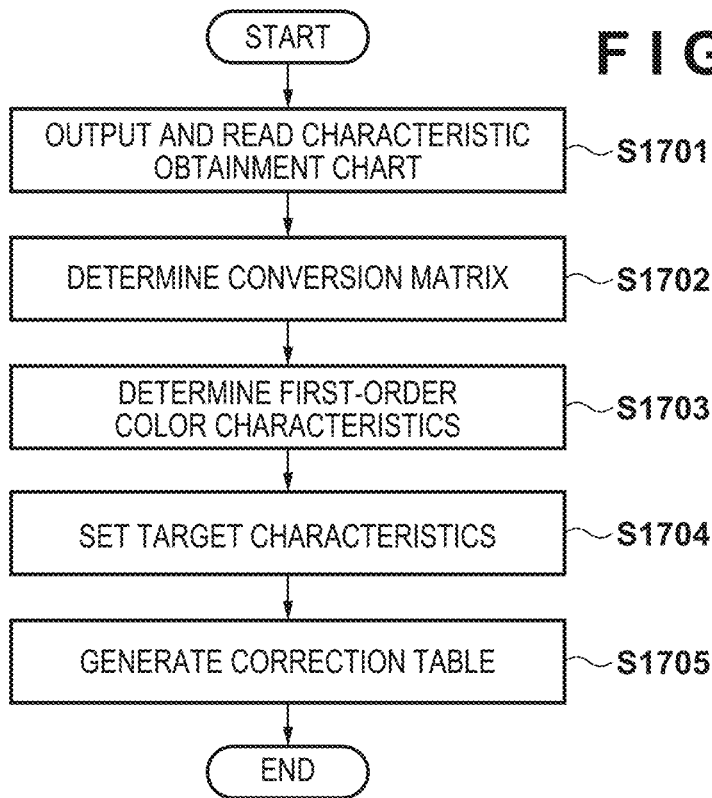 START
F I G
OUTPUT AND READ CHARACTERISTIC
OBTAINMENT CHART
S1701
DETERMINE CONVERSION MATRIX
S1702
DETERMINE FIRST-ORDER
COLOR CHARACTERISTICS
S1703
SET TARGET CHARACTERISTICS
S1704
GENERATE CORRECTION TABLE
S1705
END